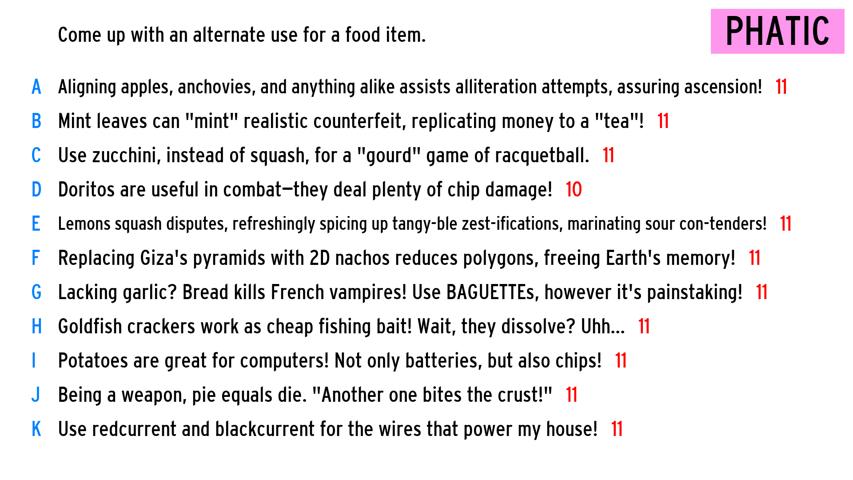 Come up with an alternate use for a food item.
PHATIC
A Aligning apples, anchovies, and anything alike assists alliteration attempts, assuring ascension! 11
B Mint leaves can "mint" realistic counterfeit, replicating money to a "tea"! 11
C Use zucchini, instead of squash, for a "gourd" game of racquetball. 11
D Doritos are useful in combat—they deal plenty of chip damage! 10
E Lemons squash disputes, refreshingly spicing up tangy-ble zest-ifications, marinating sour con-tenders! 11
F Replacing Giza's pyramids with 2D nachos reduces polygons, freeing Earth's memory! 11
G Lacking garlic? Bread kills French vampires! Use BAGUETTEs, however it's painstaking! 11
H Goldfish crackers work as cheap fishing bait! Wait, they dissolve? Uhh... 11
I Potatoes are great for computers! Not only batteries, but also chips! 11
J Being a weapon, pie equals die. "Another one bites the crust!" 11
K Use redcurrent and blackcurrent for the wires that power my house! 11